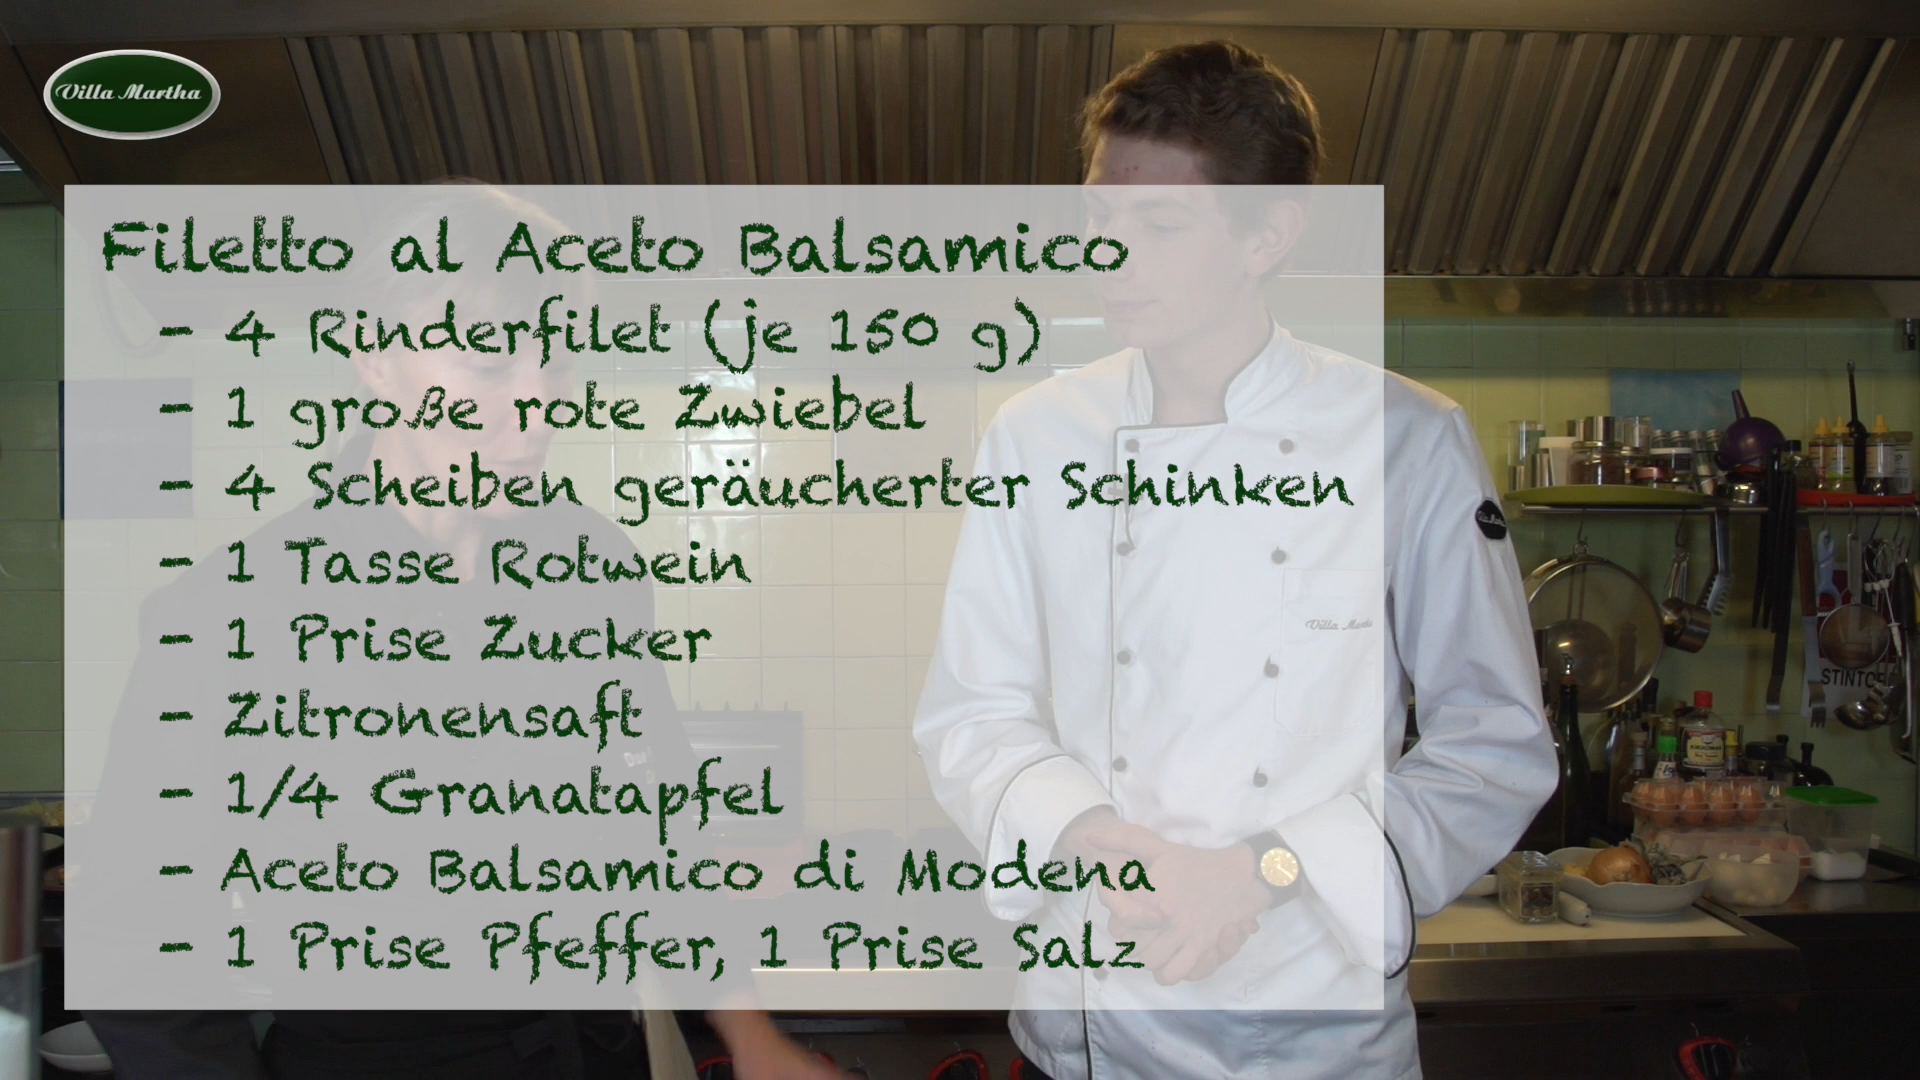 Villa Martha
Filetto al Aceto Balsamico
- 4 Rinderfilet (je 150 g)
- 1 große rote Zwiebel
- 4 Scheiben geräucherter Schinken
- 1 Tasse Rotwein
- 1 Prise Zucker
- Zitronensaft
- 1/4 Granatapfel
- Aceto Balsamico di Modena
- 1 Prise Pfeffer, 1 Prise Salz
Villa Martha